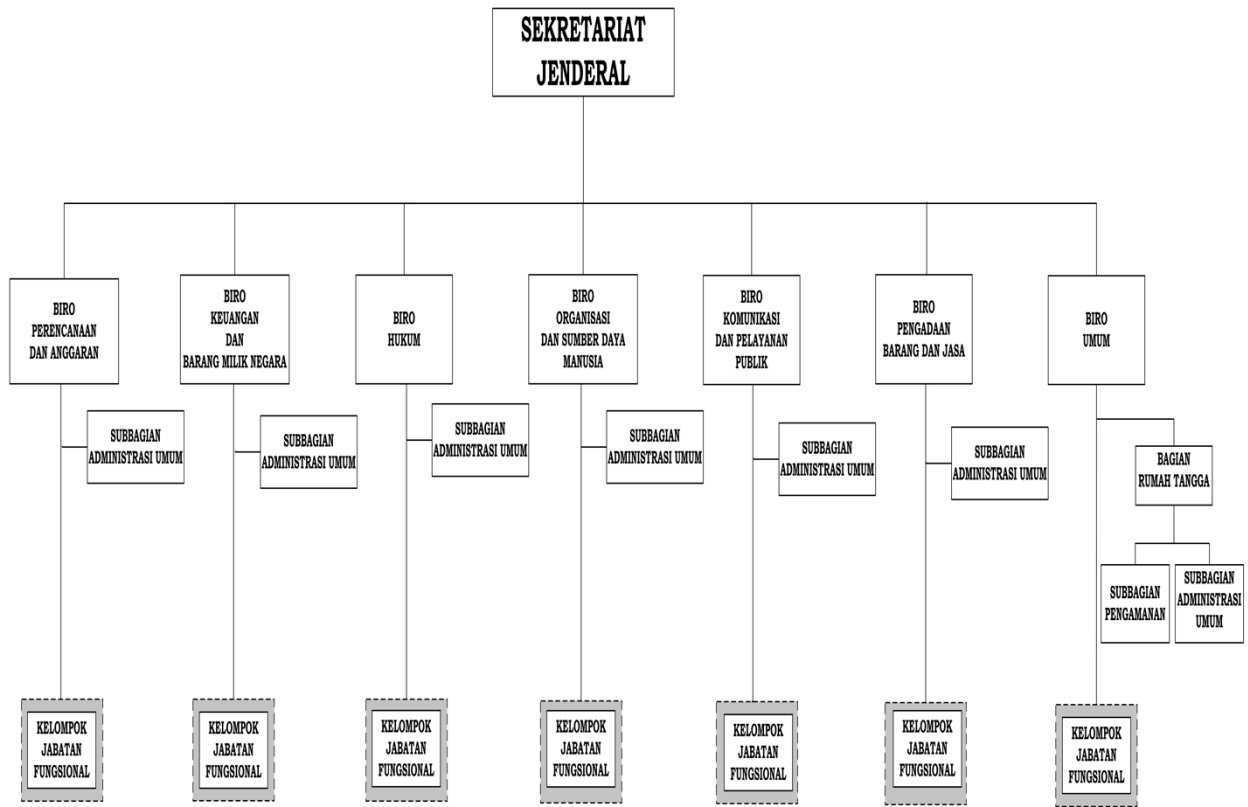 SEKRETARIAT
JENDERAL
BIRO
PERENCANAAN
DAN ANGGARAN
BIRO
KEUANGAN
DAN
BARANG MILIK NEGARA
BIRO
HUKUM
BIRO
ORGANISASI
DAN SUMBER DAYA
MANUSIA
BIRO
KOMUNIKASI
DAN PELAYANAN
PUBLIK
BIRO
PENGADAAN
BARANG DAN JASA
BIRO
UMUM
SUBBAGIAN
ADMINISTRASI UMUM
SUBBAGIAN
ADMINISTRASI UMUM
SUBBAGIAN
ADMINISTRASI UMUM
SUBBAGIAN
ADMINISTRASI UMUM
SUBBAGIAN
ADMINISTRASI UMUM
SUBBAGIAN
ADMINISTRASI UMUM
BAGIAN
RUMAH TANGGA
SUBBAGIAN
PENGAMANAN
SUBBAGIAN
ADMINISTRASI
UMUM
KELOMPOK
JABATAN
FUNGSIONAL
KELOMPOK
JABATAN
FUNGSIONAL
KELOMPOK
JABATAN
FUNGSIONAL
KELOMPOK
JABATAN
FUNGSIONAL
KELOMPOK
JABATAN
FUNGSIONAL
KELOMPOK
JABATAN
FUNGSIONAL
KELOMPOK
JABATAN
FUNGSIONAL